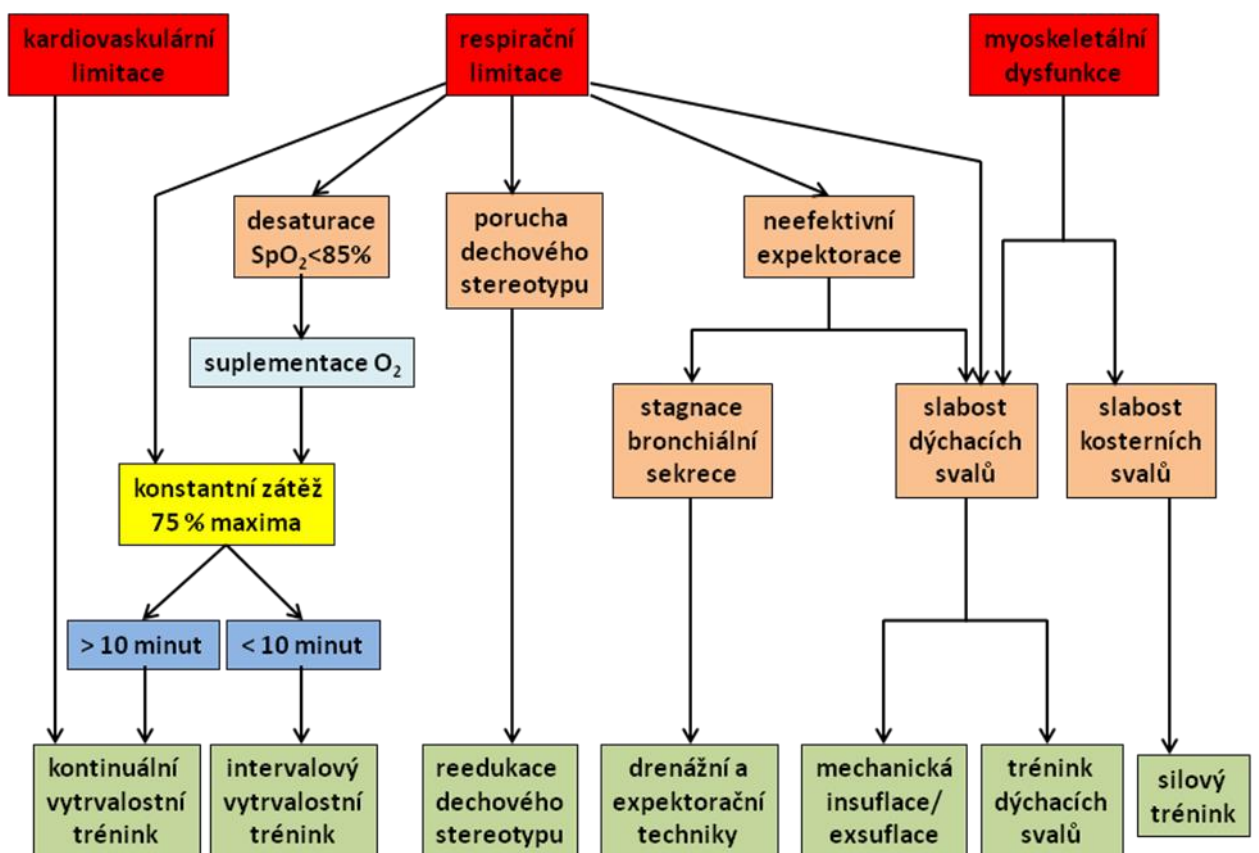 kardiovaskulární
limitace
respirační
limitace
myoskeletální
dysfunkce
desaturace
SpO₂<85%
porucha
dechového
stereotypu
neefektivní
expektorace
suplementace O₂
stagnace
bronchiální
sekrece
slabost
dýchacích
svalů
slabost
kosterních
svalů
konstantní zátěž
75 % maxima
> 10 minut
< 10 minut
kontinuální
vytrvalostní
trénink
intervalový
vytrvalostní
trénink
reedukace
dechového
stereotypu
drenážní a
expektorační
techniky
mechanická
insuflace/
exsuflace
trénink
dýchacích
svalů
silový
trénink